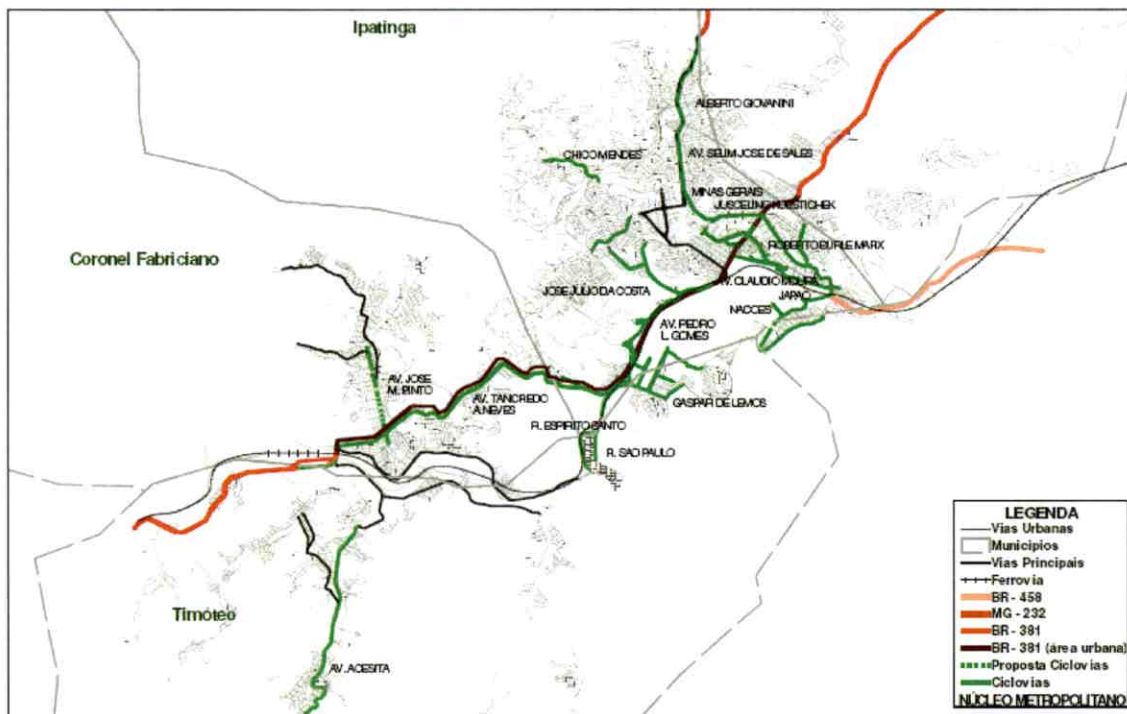 Ipatinga
ALBERTO GIOVANINI
CHICO MENDES
AV. SELIM JOSE DE SALES
MINAS GERAIS
JUSCELINO KUBSTICHEK
ROBERTO BURLE MARX
Coronel Fabriciano
AV. CLAUDIO MOURA
JOSE JULIO DA COSTA
JAPAO
NACOES
AV. PEDRO
L. GOMES
AV. JOSE
M. PINTO
AV. TANCREDO
A.NEVES
GASPAR DE LEMOS
R. ESPIRITO SANTO
R. SAO PAULO
Timóteo
AV. ACESITA
LEGENDA
Vias Urbanas
Municípios
Vias Principais
Ferrovia
BR - 458
MG - 232
BR - 381
BR - 381 (área urbana)
Proposta Ciclovias
Ciclovias
NÚCLEO METROPOLITANO